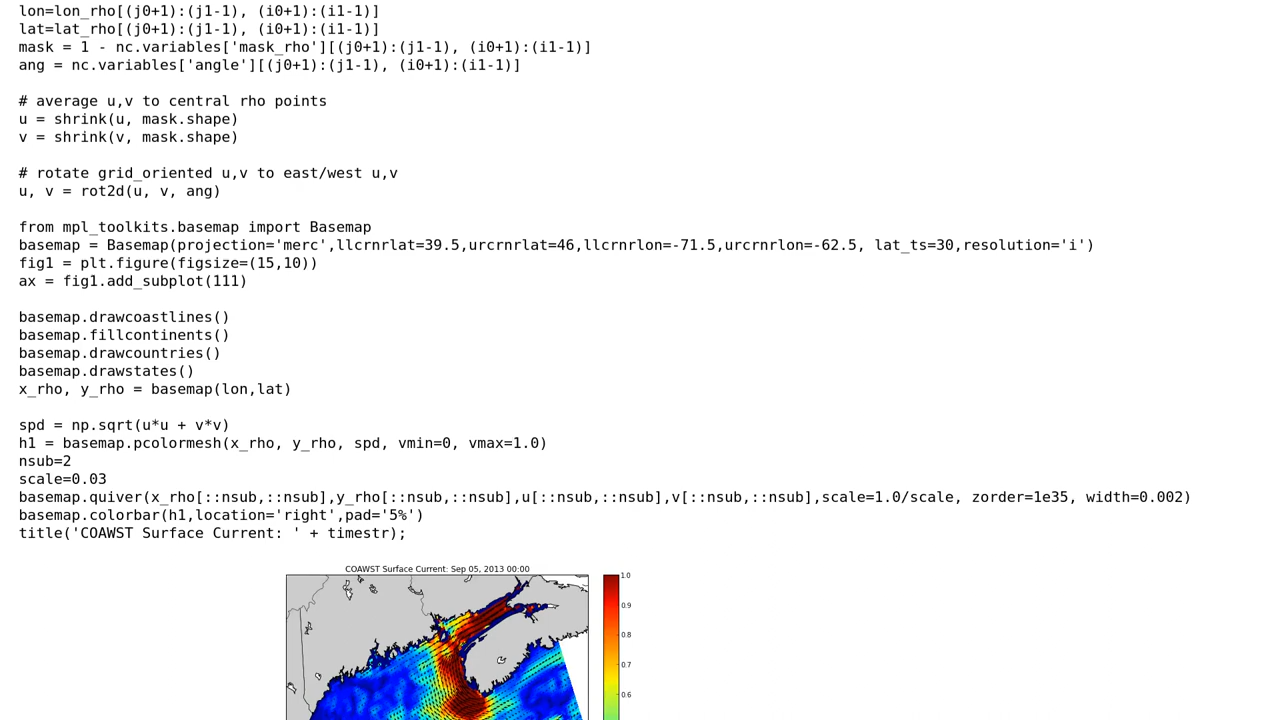 lon=lon_rho[(j0+1):(j1-1), (i0+1):(i1-1)]
lat=lat_rho[(j0+1):(j1-1), (i0+1):(i1-1)]
mask = 1 - nc.variables['mask_rho'][(j0+1):(j1-1), (i0+1):(i1-1)]
ang = nc.variables['angle'][(j0+1):(j1-1), (i0+1):(i1-1)]
# average u,v to central rho points
u = shrink(u, mask.shape)
v = shrink(v, mask.shape)
# rotate grid_oriented u,v to east/west u,v
u, v = rot2d(u, v, ang)
from mpl_toolkits.basemap import Basemap
basemap = Basemap(projection='merc',llcrnrlat=39.5,urcrnrlat=46,llcrnrlon=-71.5,urcrnrlon=-62.5, lat_ts=30,resolution='i')
fig1 = plt.figure(figsize=(15,10))
ax = fig1.add_subplot(111)
basemap.drawcoastlines()
basemap.fillcontinents()
basemap.drawcountries()
basemap.drawstates()
x_rho, y_rho = basemap(lon,lat)
spd = np.sqrt(u*u + v*v)
h1 = basemap.pcolormesh(x_rho, y_rho, spd, vmin=0, vmax=1.0)
nsub=2
scale=0.03
basemap.quiver(x_rho[::nsub,::nsub],y_rho[::nsub,::nsub],u[::nsub,::nsub],v[::nsub,::nsub],scale=1.0/scale, zorder=1e35, width=0.002)
basemap.colorbar(h1,location='right',pad='5%')
title('COAWST Surface Current: ' + timestr);
COAWST Surface Current: Sep 05, 2013 00:00
1.0
0.9
0.8
0.7
0.6